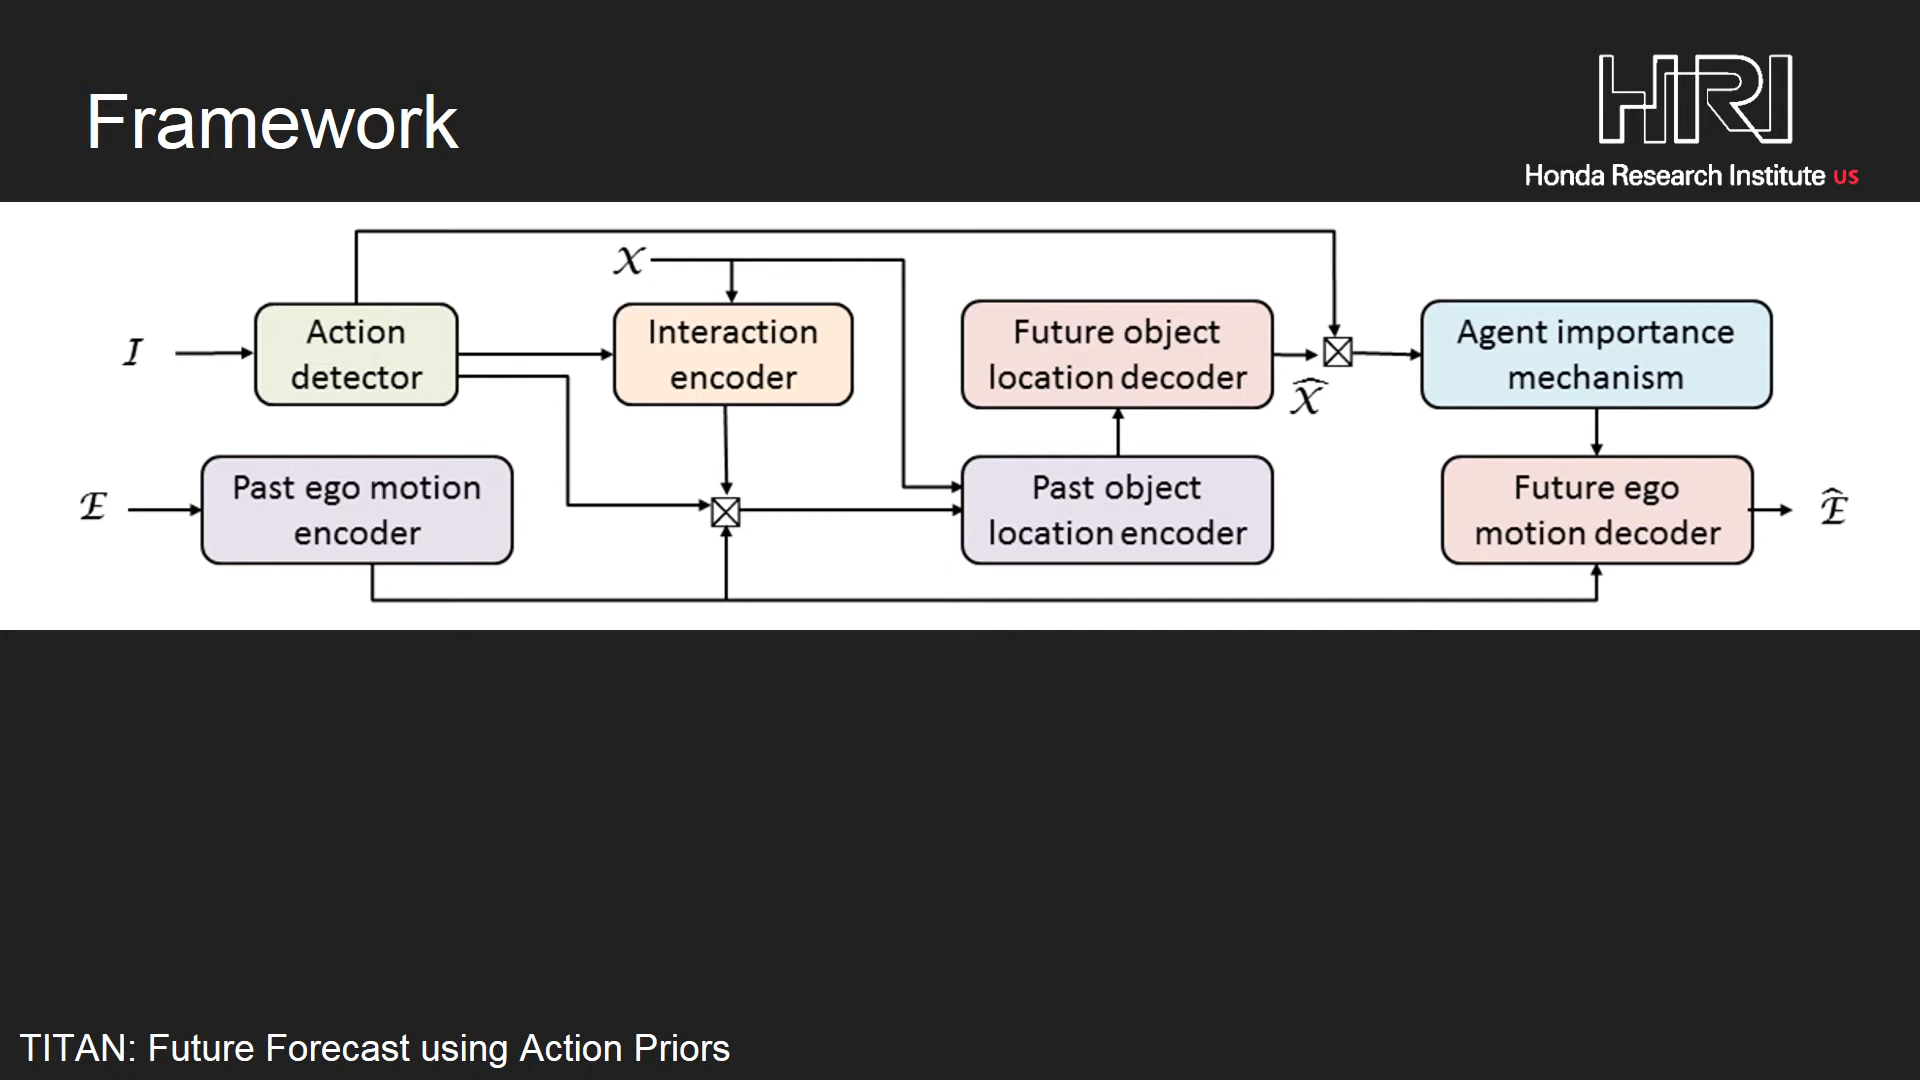 Framework
HRI
Honda Research Institute US
X
I
Action
detector
Interaction
encoder
Future object
location decoder
X̂
Agent importance
mechanism
E
Past ego motion
encoder
Past object
location encoder
Future ego
motion decoder
Ê
TITAN: Future Forecast using Action Priors